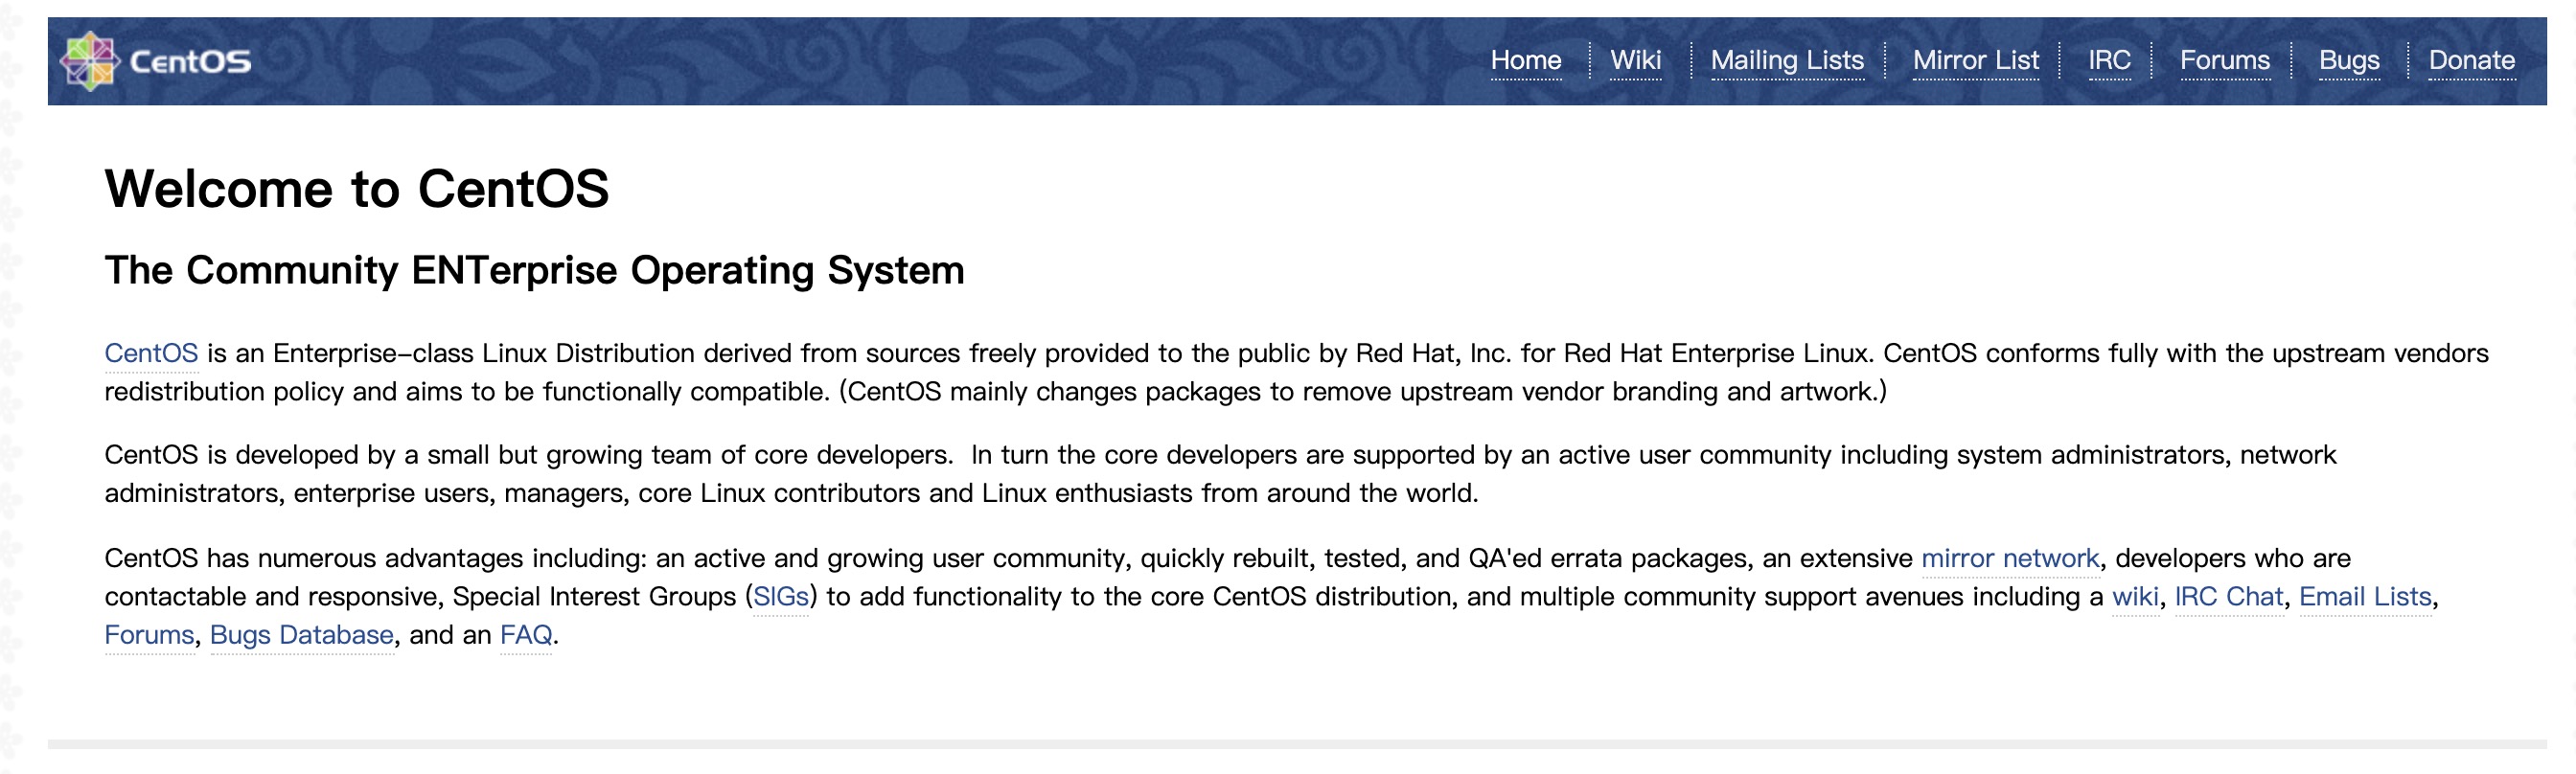 CentOS
Home Wiki Mailing Lists Mirror List IRC Forums Bugs Donate
Welcome to CentOS
The Community ENTerprise Operating System
CentOS is an Enterprise-class Linux Distribution derived from sources freely provided to the public by Red Hat, Inc. for Red Hat Enterprise Linux. CentOS conforms fully with the upstream vendors
redistribution policy and aims to be functionally compatible. (CentOS mainly changes packages to remove upstream vendor branding and artwork.)
CentOS is developed by a small but growing team of core developers.  In turn the core developers are supported by an active user community including system administrators, network
administrators, enterprise users, managers, core Linux contributors and Linux enthusiasts from around the world.
CentOS has numerous advantages including: an active and growing user community, quickly rebuilt, tested, and QA'ed errata packages, an extensive mirror network, developers who are
contactable and responsive, Special Interest Groups (SIGs) to add functionality to the core CentOS distribution, and multiple community support avenues including a wiki, IRC Chat, Email Lists,
Forums, Bugs Database, and an FAQ.